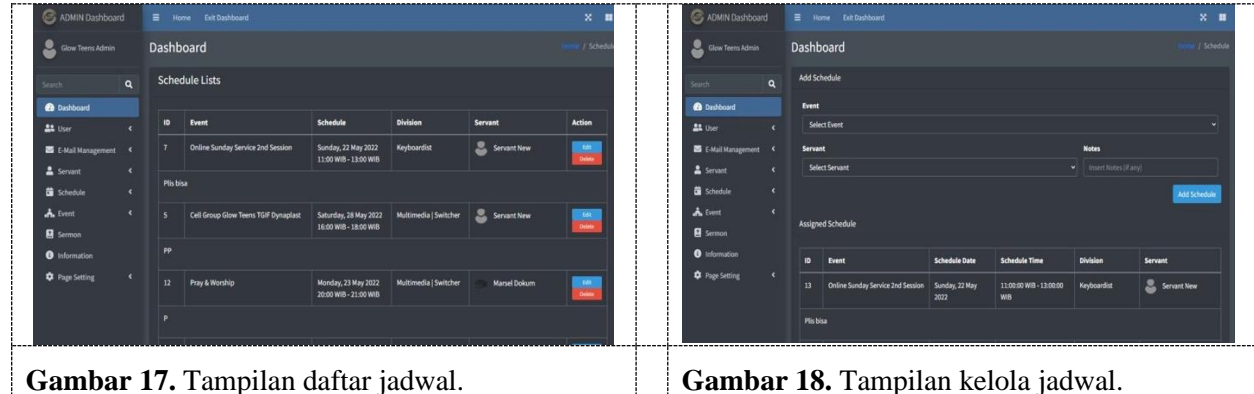 ADMIN Dashboard
Home Exit Dashboard
Glow Teens Admin
Dashboard
Home / Schedule
Search
Dashboard
User
E-Mail Management
Servant
Schedule
Event
Sermon
Information
Page Setting
Schedule Lists
ID Event Schedule Division Servant Action
7 Online Sunday Service 2nd Session Sunday, 22 May 2022 Keyboardist Servant New Edit
11:00 WIB - 13:00 WIB Delete
Plis bisa
5 Cell Group Glow Teens TGIF Dynaplast Saturday, 28 May 2022 Multimedia | Switcher Servant New Edit
16:00 WIB - 18:00 WIB Delete
PP
12 Pray & Worship Monday, 23 May 2022 Multimedia | Switcher Marsel Dokum Edit
20:00 WIB - 21:00 WIB Delete
P
Gambar 17. Tampilan daftar jadwal.
ADMIN Dashboard
Home Exit Dashboard
Glow Teens Admin
Dashboard
Home / Schedule
Search
Dashboard
User
E-Mail Management
Servant
Schedule
Event
Sermon
Information
Page Setting
Add Schedule
Event
Select Event
Servant Notes
Select Servant Insert Notes (if any)
Add Schedule
Assigned Schedule
ID Event Schedule Date Schedule Time Division Servant
13 Online Sunday Service 2nd Session Sunday, 22 May 11:00:00 WIB - 13:00:00 Keyboardist Servant New
2022 WIB
Plis bisa
Gambar 18. Tampilan kelola jadwal.